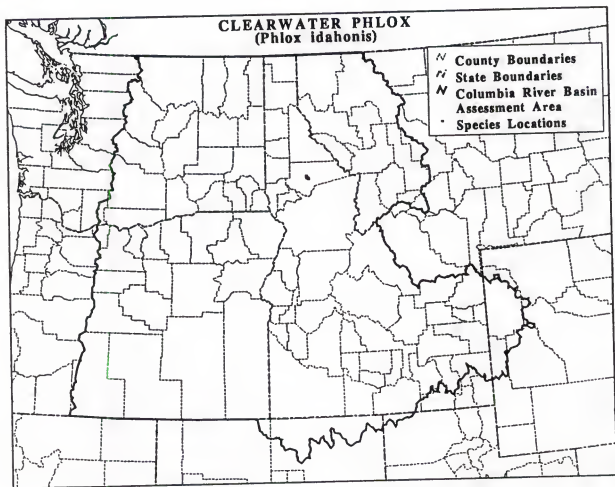 CLEARWATER PHLOX
(Phlox idahonis)
County Boundaries
State Boundaries
Columbia River Basin
Assessment Area
Species Locations